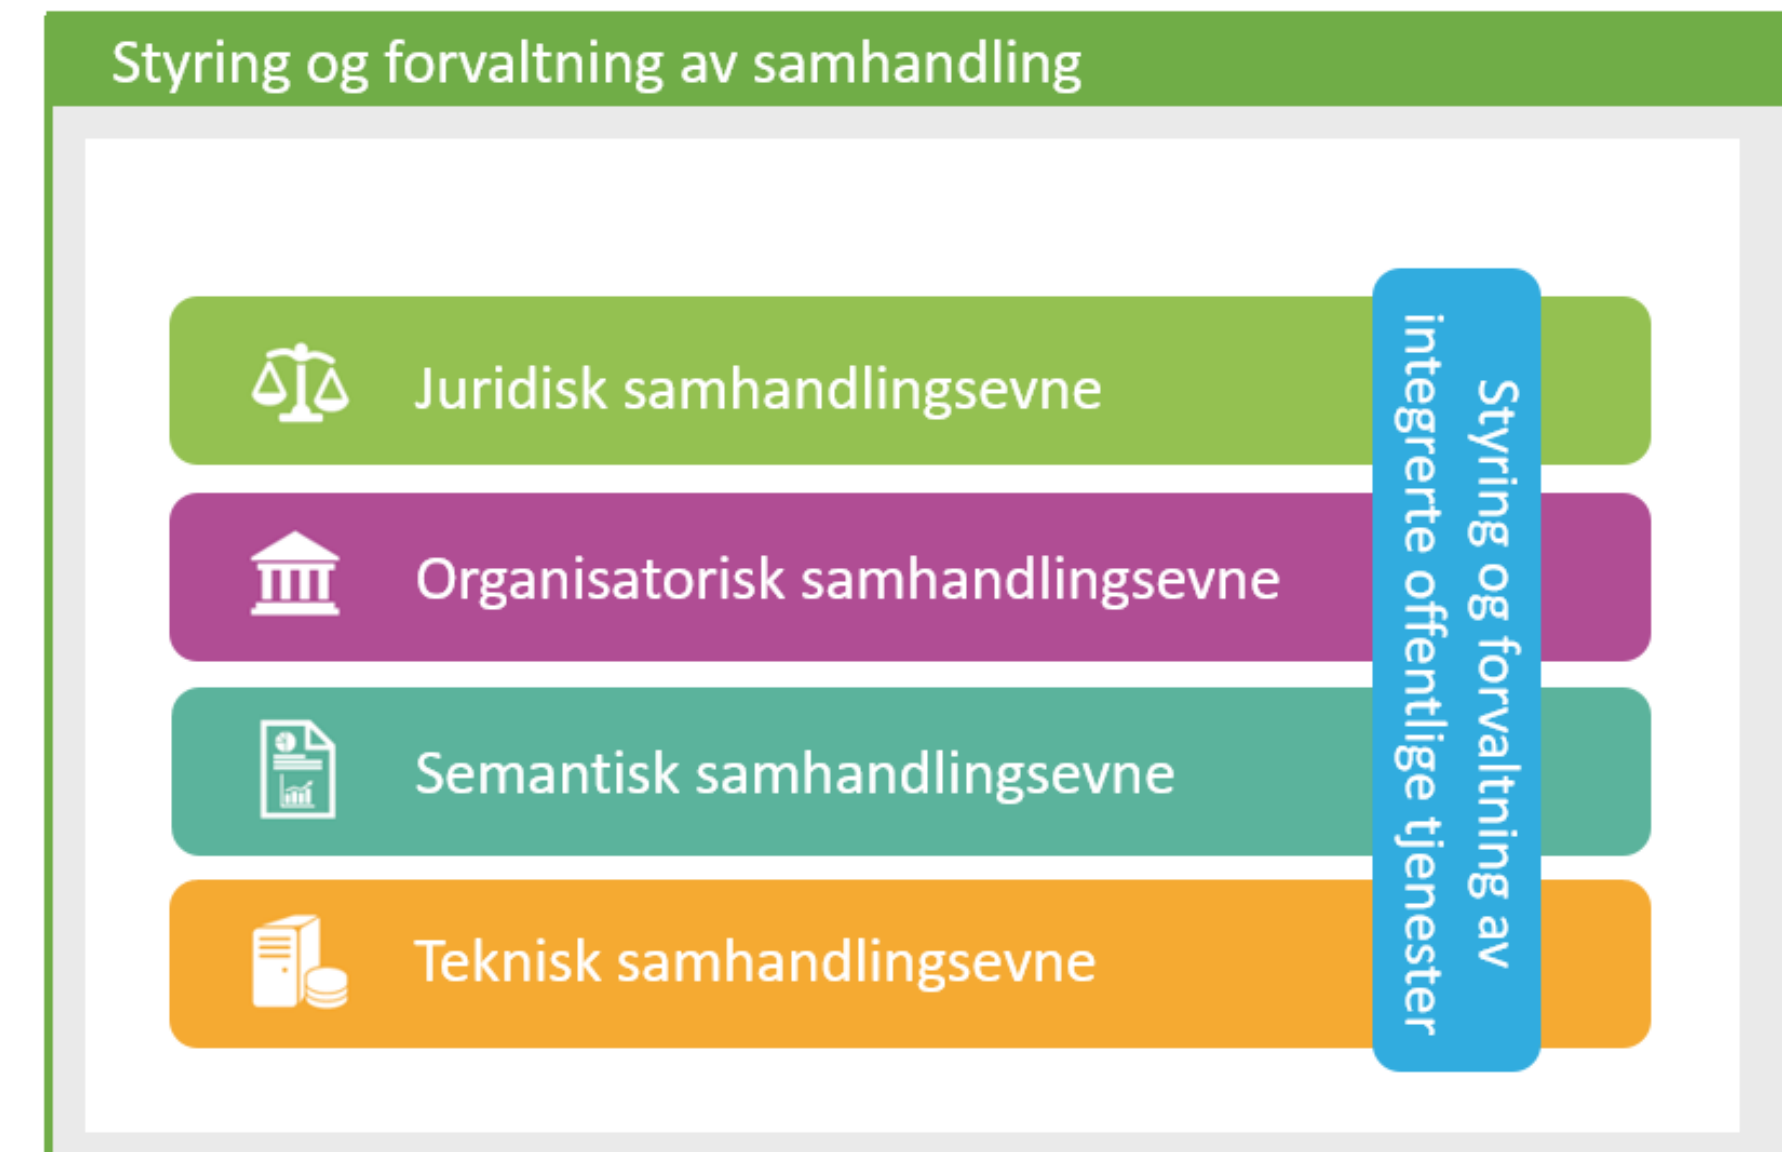 Styring og forvaltning av samhandling
Juridisk samhandlingsevne
Organisatorisk samhandlingsevne
Semantisk samhandlingsevne
Teknisk samhandlingsevne
Styring og forvaltning av
integrerte offentlige tjenester